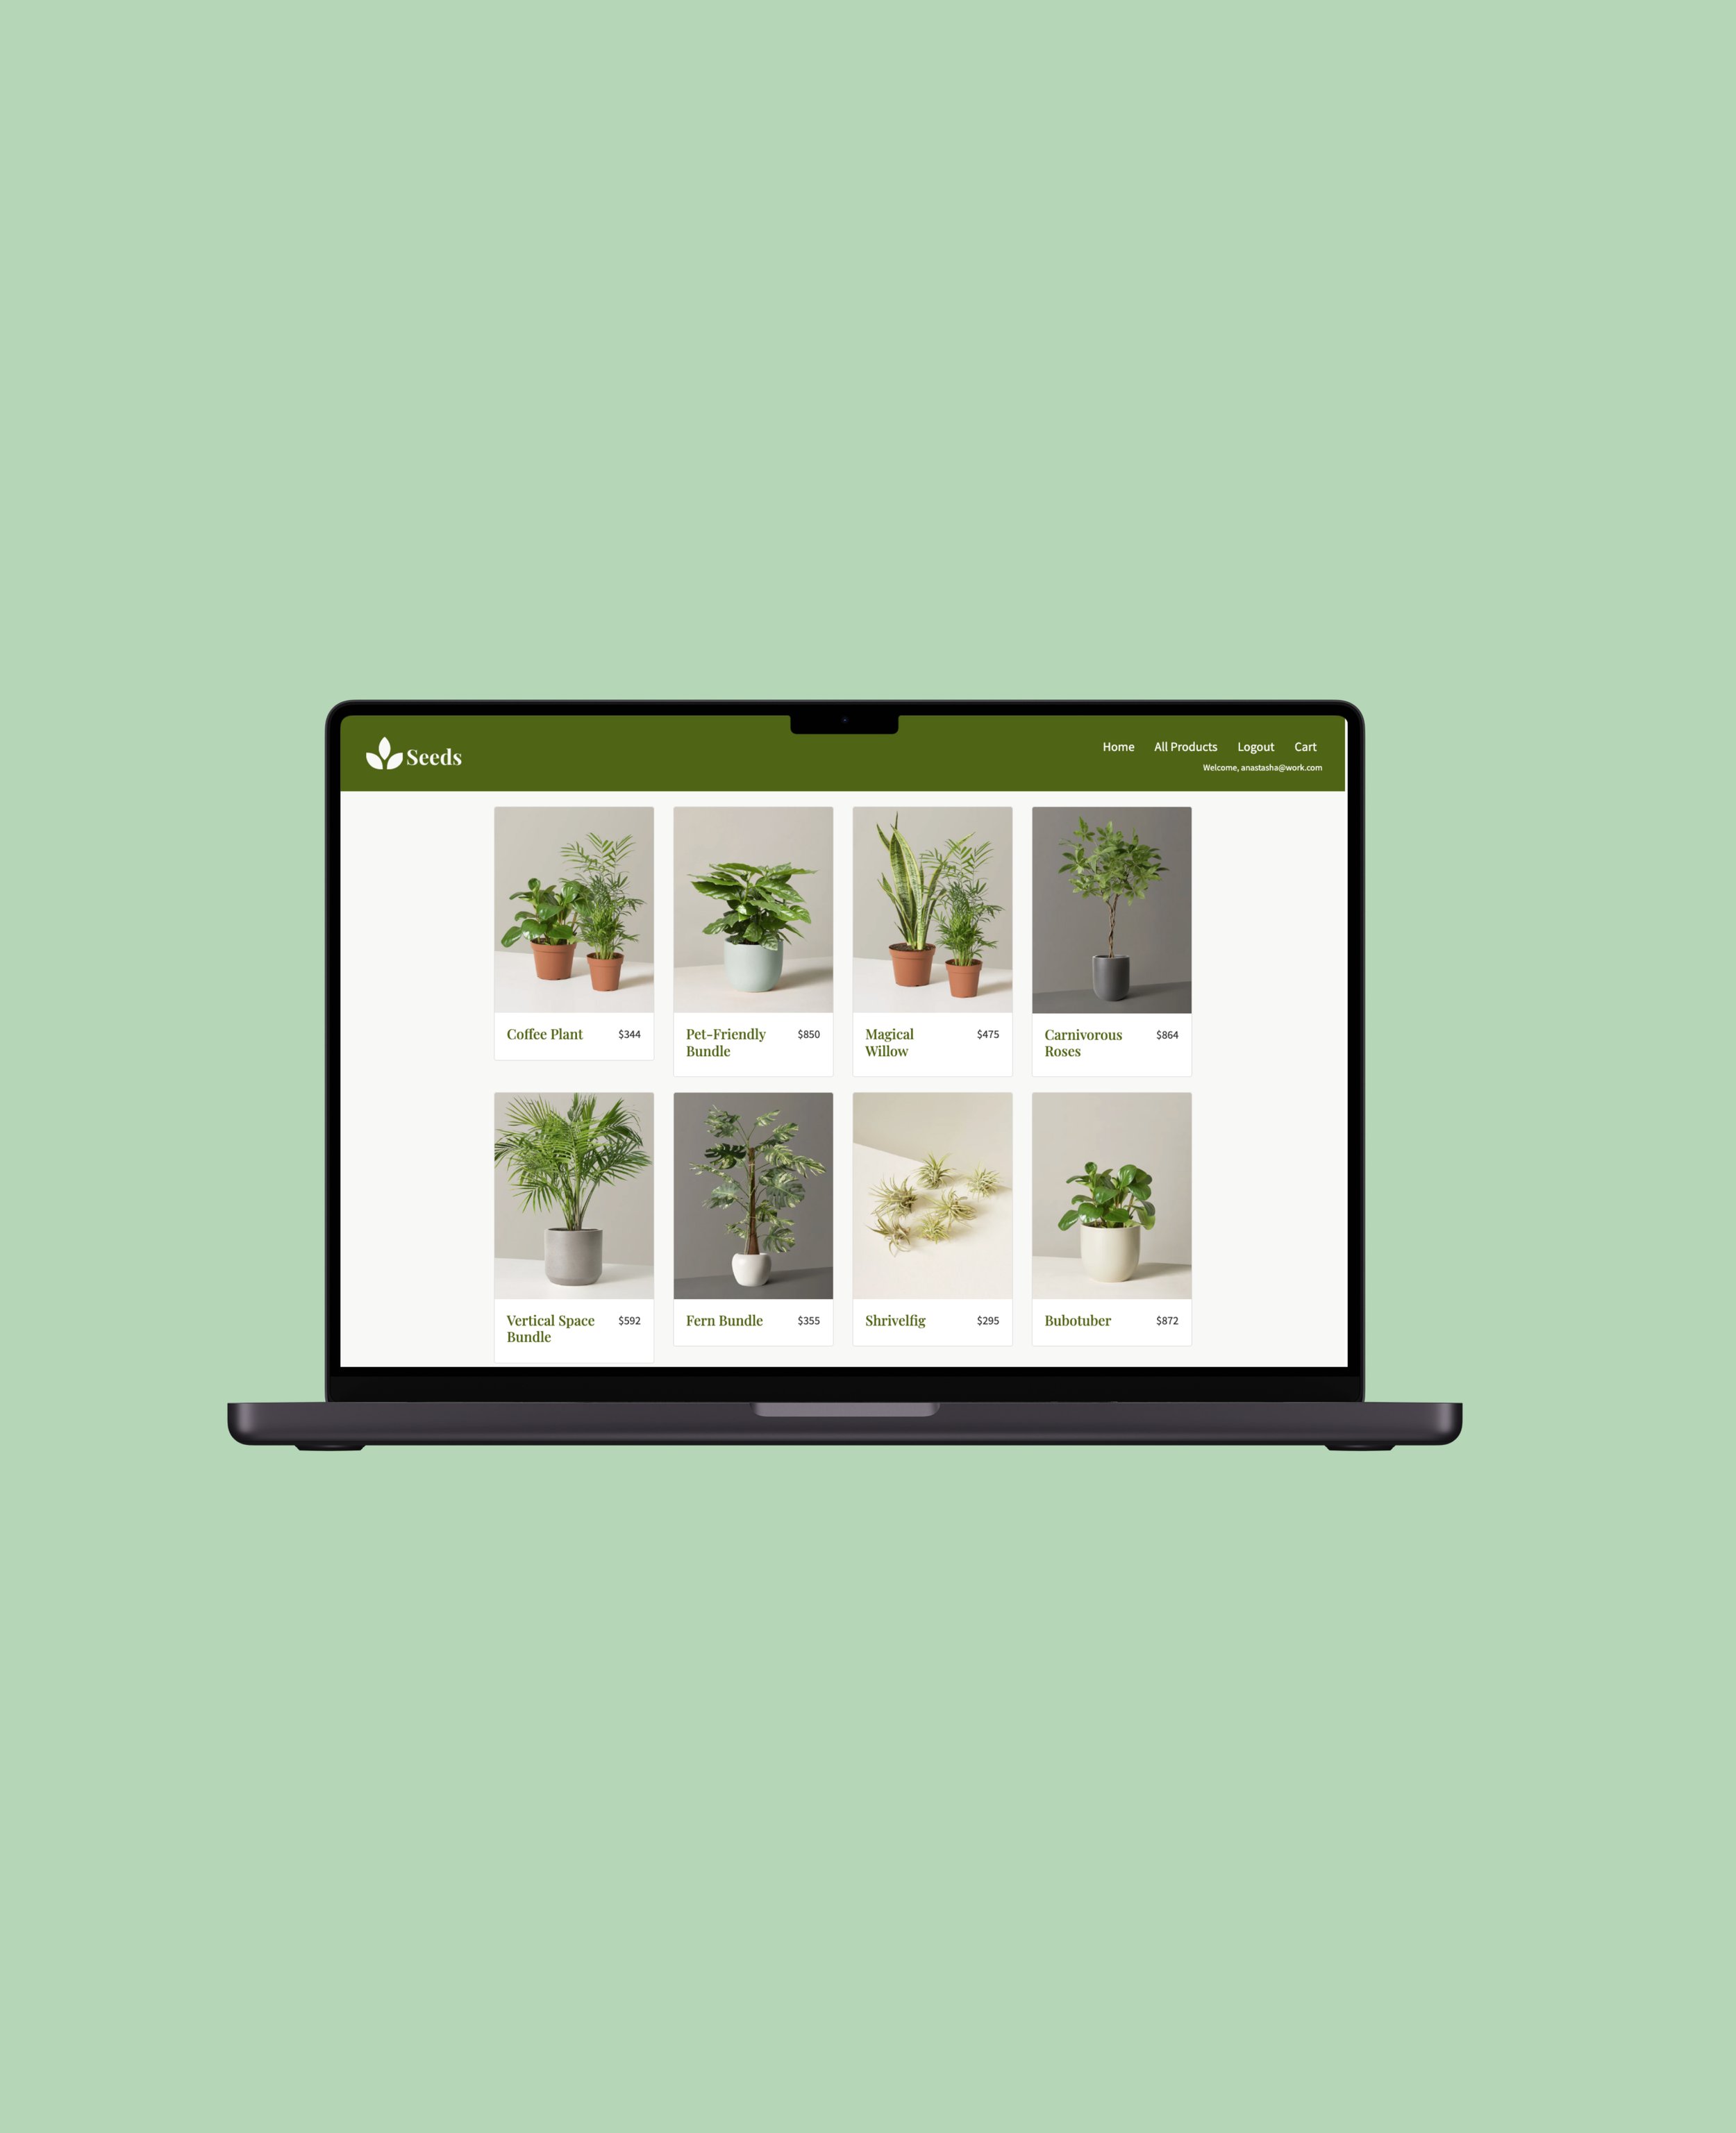 Seeds
Home All Products Logout Cart
Welcome, anastasha@work.com
Coffee Plant $344
Pet-Friendly $850
Bundle
Magical $475
Willow
Carnivorous $864
Roses
Vertical Space $592
Bundle
Fern Bundle $355
Shrivelfig $295
Bubotuber $872